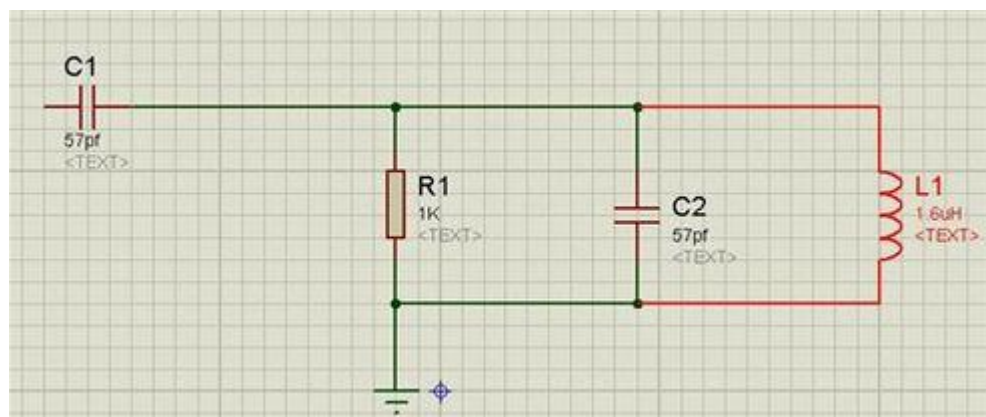 C1
57pf
<TEXT>
R1
1K
<TEXT>
C2
57pf
<TEXT>
L1
1.6uH
<TEXT>